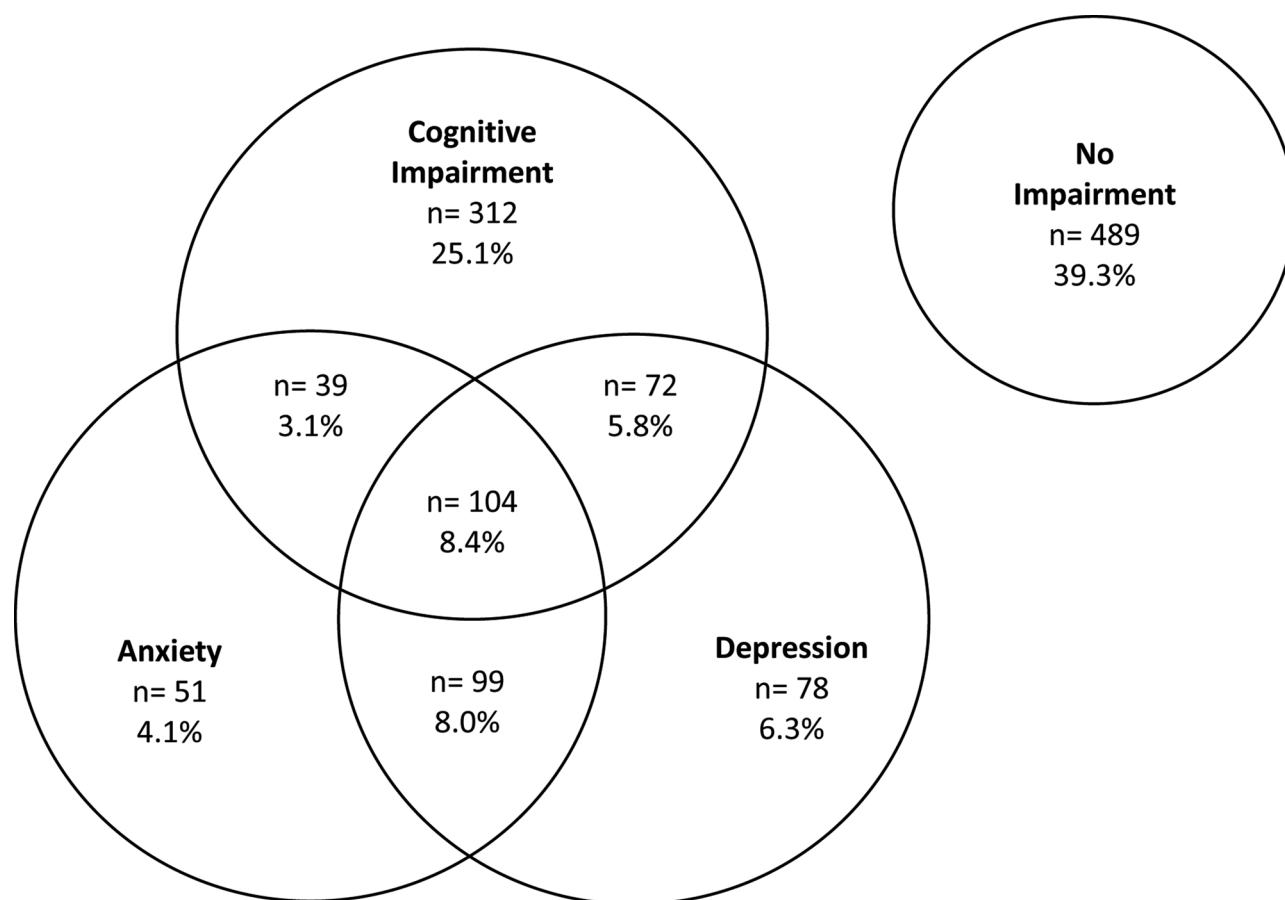 Cognitive
Impairment
n= 312
25.1%
No
Impairment
n= 489
39.3%
n= 39
3.1%
n= 72
5.8%
n= 104
8.4%
Anxiety
n= 51
4.1%
n= 99
8.0%
Depression
n= 78
6.3%